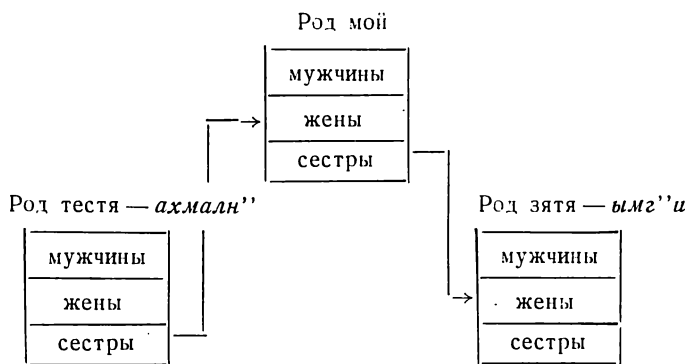 Род мой
мужчины
жены
сестры
Род тестя — ахмалн’’
мужчины
жены
сестры
Род зятя — ымг’’и
мужчины
жены
сестры